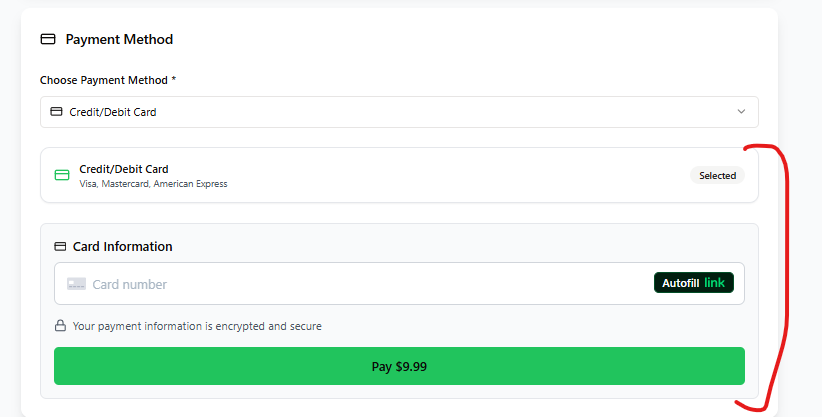 Payment Method
Choose Payment Method *
Credit/Debit Card
Credit/Debit Card
Visa, Mastercard, American Express
Selected
Card Information
Card number
Autofill link
Your payment information is encrypted and secure
Pay $9.99